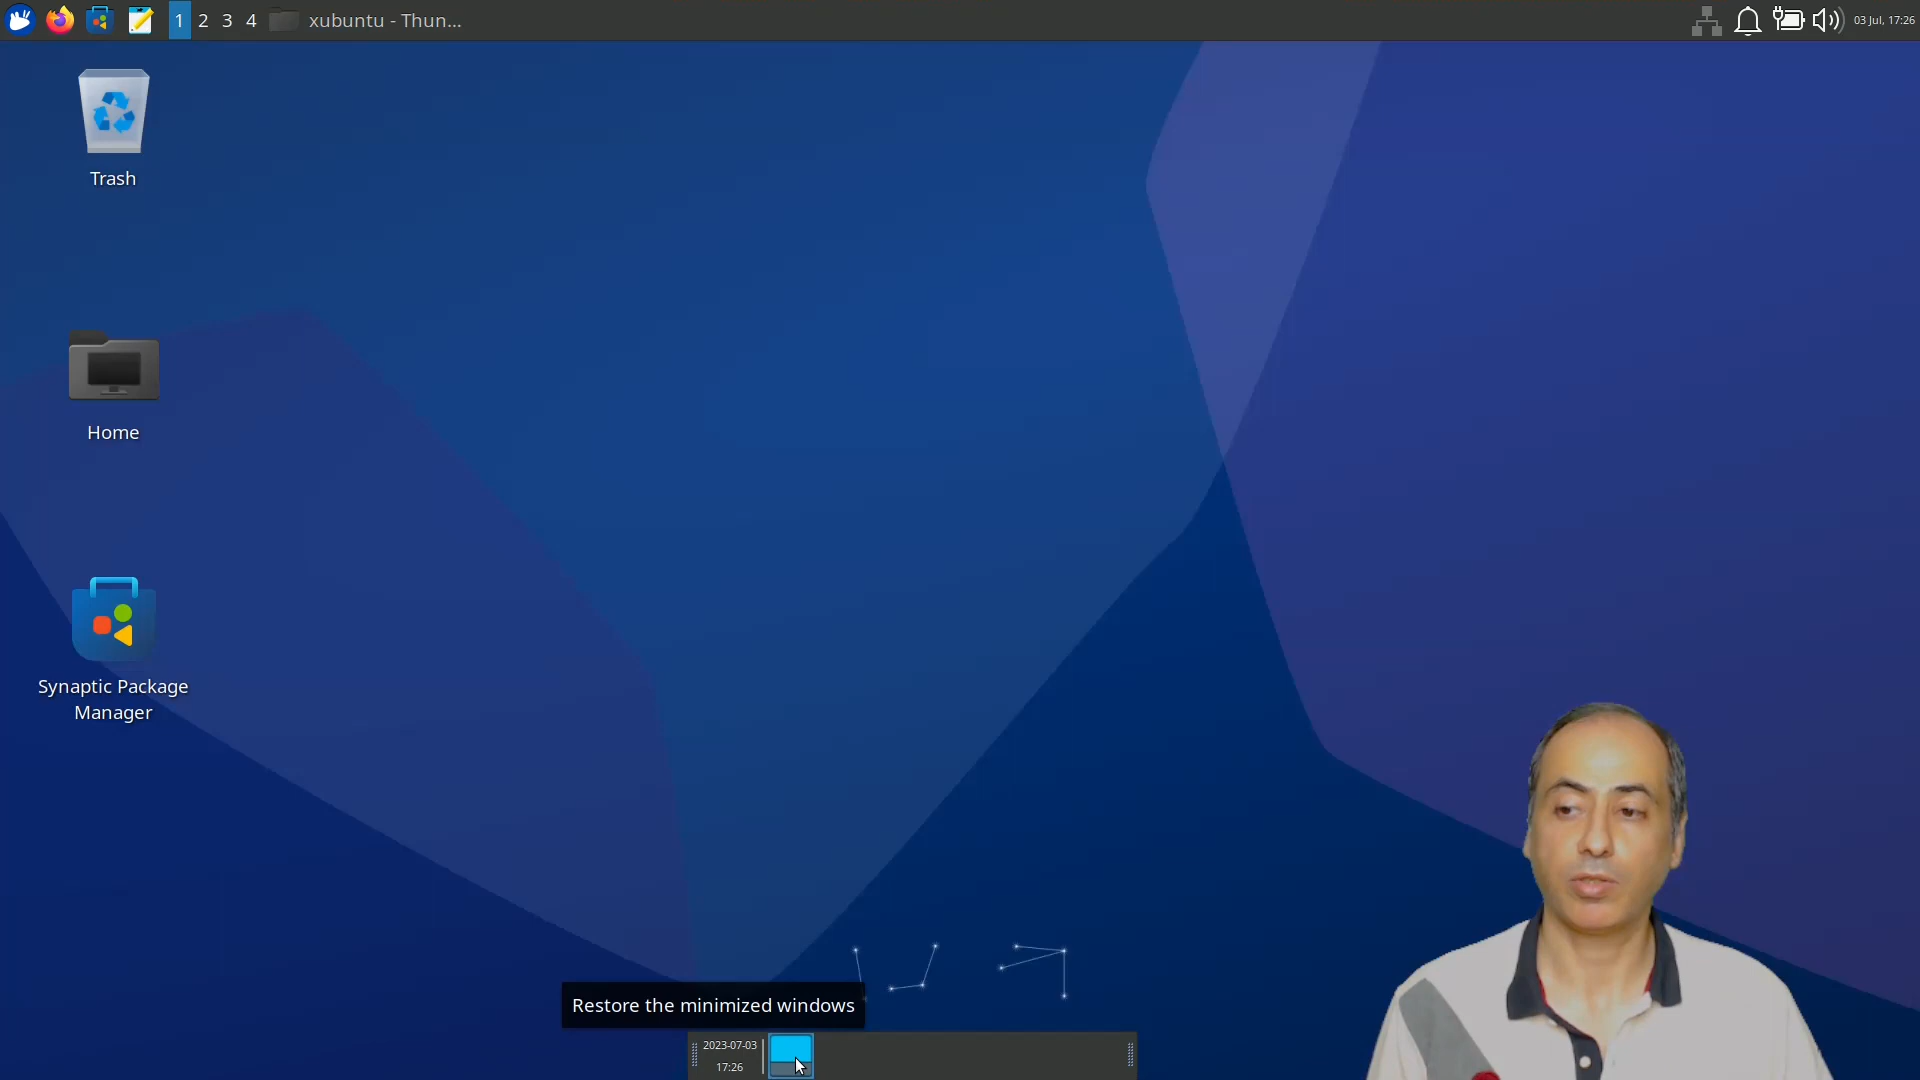 1 2 3 4 xubuntu - Thun...
03 Jul, 17:26
Trash
Home
Synaptic Package
Manager
Restore the minimized windows
2023-07-03
17:26